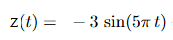 z(t) = − 3 sin(5π t)